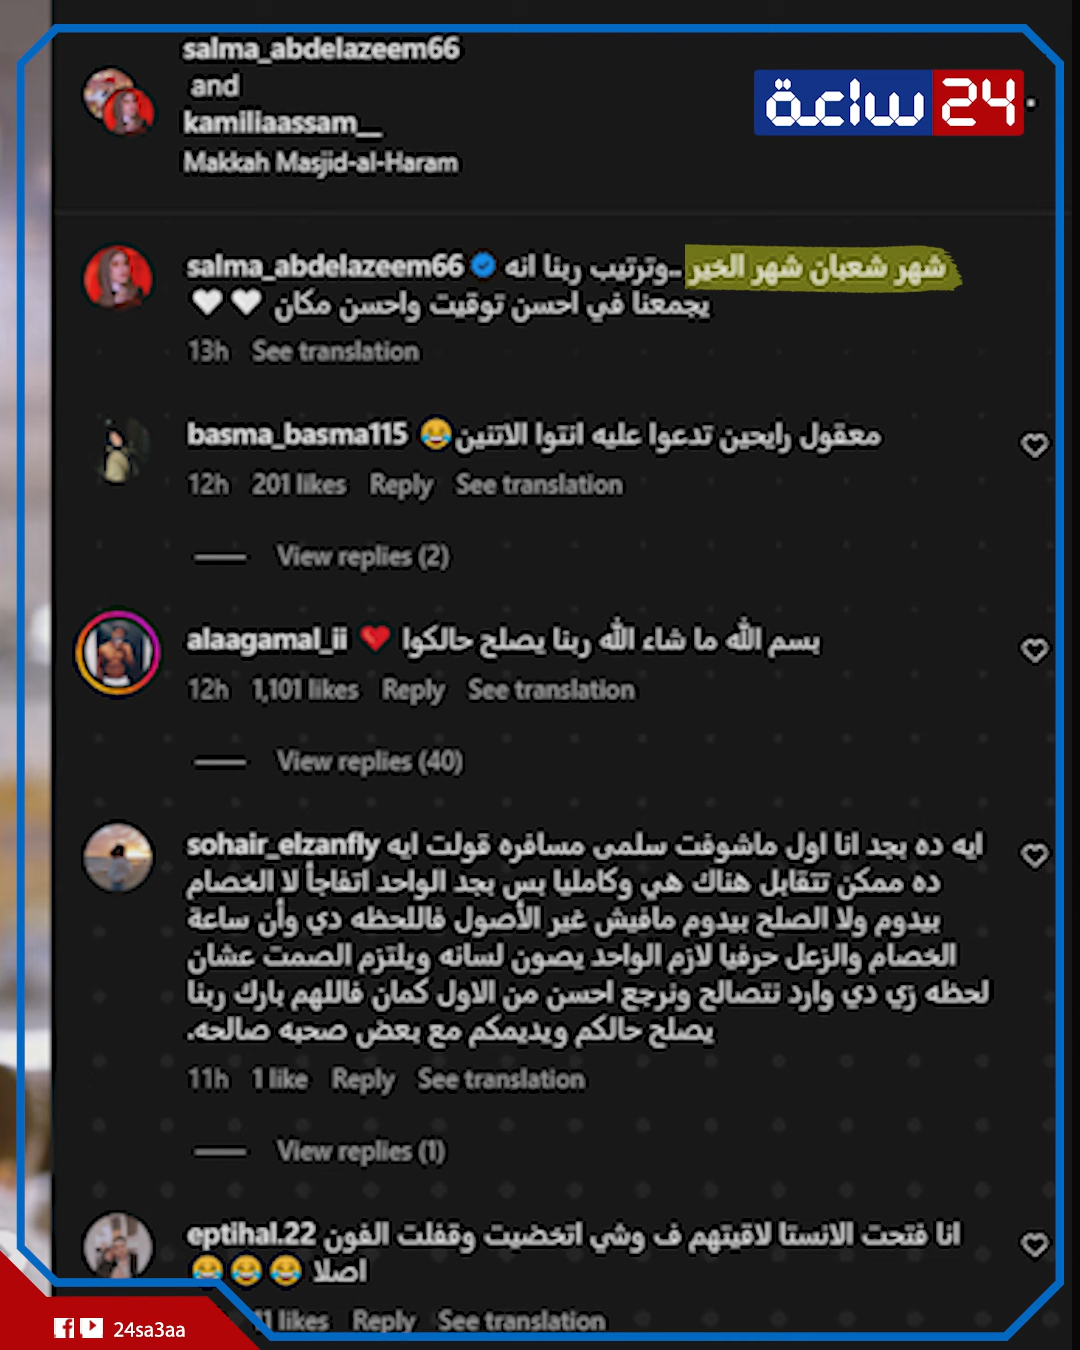 salma_abdelazeem66
and
kamiliaassam__
Makkah Masjid-al-Haram
24 ساعة
salma_abdelazeem66 شهر شعبان شهر الخير ..وترتيب ربنا انه
يجمعنا في احسن توقيت واحسن مكان 🤍🤍
13h See translation
basma_basma115 😂معقول رايحين تدعوا عليه انتوا الاتنين
12h 201 likes Reply See translation
View replies (2)
alaagamal_ii ❤️ بسم الله ما شاء الله ربنا يصلح حالكوا
12h 1,101 likes Reply See translation
View replies (40)
sohair_elzanfly ايه ده بجد انا اول ماشوفت سلمى مسافره قولت ايه
ده ممكن تتقابل هناك هي وكامليا بس بجد الواحد اتفاجأ لا الخصام
بيدوم ولا الصلح بيدوم مافيش غير الأصول فاللحظه دي وأن ساعة
الخصام والزعل حرفيا لازم الواحد يصون لسانه ويلتزم الصمت عشان
لحظه زي دي وارد نتصالح ونرجع احسن من الاول كمان فاللهم بارك ربنا
يصلح حالكم ويديمكم مع بعض صحبه صالحه.
11h 1 like Reply See translation
View replies (1)
eptihal.22 انا فتحت الانستا لاقيتهم ف وشي اتخضيت وقفلت الفون
اصلا 😂😂😂
likes Reply See translation
24sa3aa